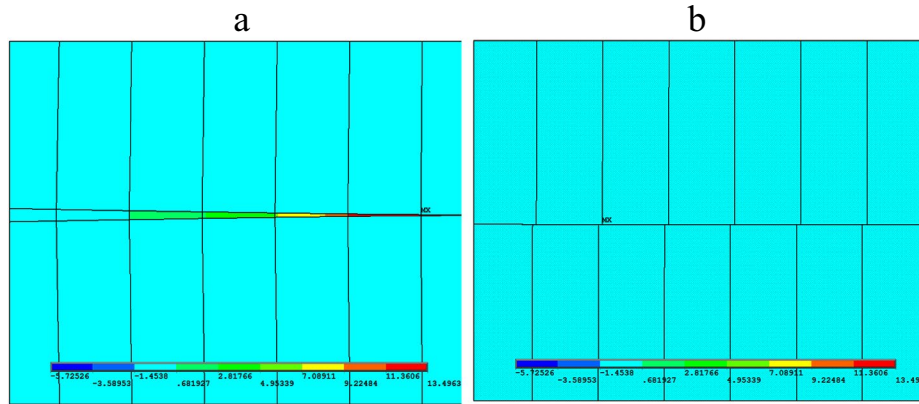 a
b
MX
MX
-5.72526 -1.4538 2.81766 7.08911 11.3606
-3.58953 .681927 4.95339 9.22484 13.4963
-5.72526 -1.4538 2.81766 7.08911 11.3606
-3.58953 .681927 4.95339 9.22484 13.496